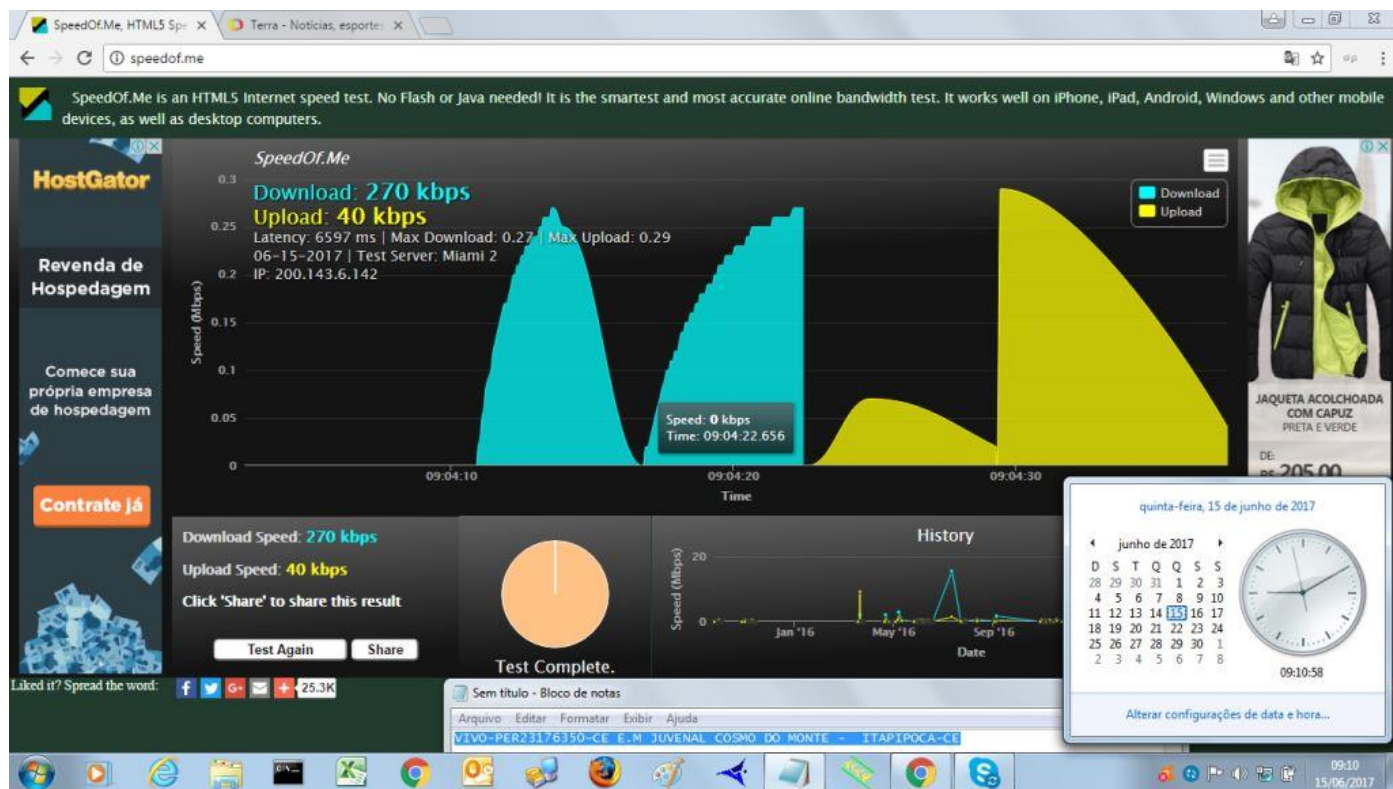 SpeedOf.Me, HTML5 Spe
Terra - Notícias, esportes
speedof.me
SpeedOf.Me is an HTML5 Internet speed test. No Flash or Java needed! It is the smartest and most accurate online bandwidth test. It works well on iPhone, iPad, Android, Windows and other mobile
devices, as well as desktop computers.
HostGator
Revenda de
Hospedagem
Comece sua
própria empresa
de hospedagem
Contrate já
SpeedOf.Me
Download: 270 kbps
Upload: 40 kbps
Latency: 6597 ms | Max Download: 0.27 | Max Upload: 0.29
06-15-2017 | Test Server: Miami 2
IP: 200.143.6.142
Download
Upload
0.3
0.25
0.2
0.15
0.1
0.05
0
Speed (Mbps)
Speed: 0 kbps
Time: 09:04:22.656
09:04:10
09:04:20
09:04:30
Time
JAQUETA ACOLCHOADA
COM CAPUZ
PRETA E VERDE
DE:
R$ 205,00
Download Speed: 270 kbps
Upload Speed: 40 kbps
Click 'Share' to share this result
Test Again
Share
Test Complete.
History
20
0
Speed (Mbps)
Jan '16
May '16
Sep '16
Date
quinta-feira, 15 de junho de 2017
junho de 2017
D S T Q Q S S
28 29 30 31 1 2 3
4 5 6 7 8 9 10
11 12 13 14 15 16 17
18 19 20 21 22 23 24
25 26 27 28 29 30 1
2 3 4 5 6 7 8
09:10:58
Alterar configurações de data e hora...
Liked it? Spread the word:
25.3K
Sem título - Bloco de notas
Arquivo Editar Formatar Exibir Ajuda
VIVO-PER23176350-CE E.M JUVENAL COSMO DO MONTE - ITAPIPOCA-CE
09:10
15/06/2017